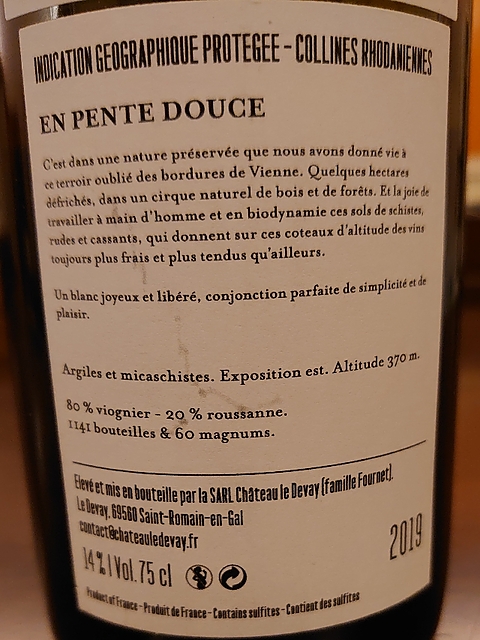 INDICATION GEOGRAPHIQUE PROTEGEE - COLLINES RHODANIENNES
EN PENTE DOUCE
C'est dans une nature préservée que nous avons donné vie à
ce terroir oublié des bordures de Vienne. Quelques hectares
défrichés, dans un cirque naturel de bois et de forêts. Et la joie de
travailler à main d'homme et en biodynamie ces sols de schistes,
rudes et cassants, qui donnent sur ces coteaux d'altitude des vins
toujours plus frais et plus tendus qu'ailleurs.
Un blanc joyeux et libéré, conjonction parfaite de simplicité et de
plaisir.
Argiles et micaschistes. Exposition est. Altitude 370 m.
80 % viognier - 20 % roussanne.
1141 bouteilles & 60 magnums.
Elevé et mis en bouteille par la SARL Château le Devay (famille Fournet).
Le Devay, 69560 Saint-Romain-en-Gal
contact@chateauledevay.fr
14 % Vol. 75 cl
2019
Product of France - Produit de France - Contains sulfites - Contient des sulfites